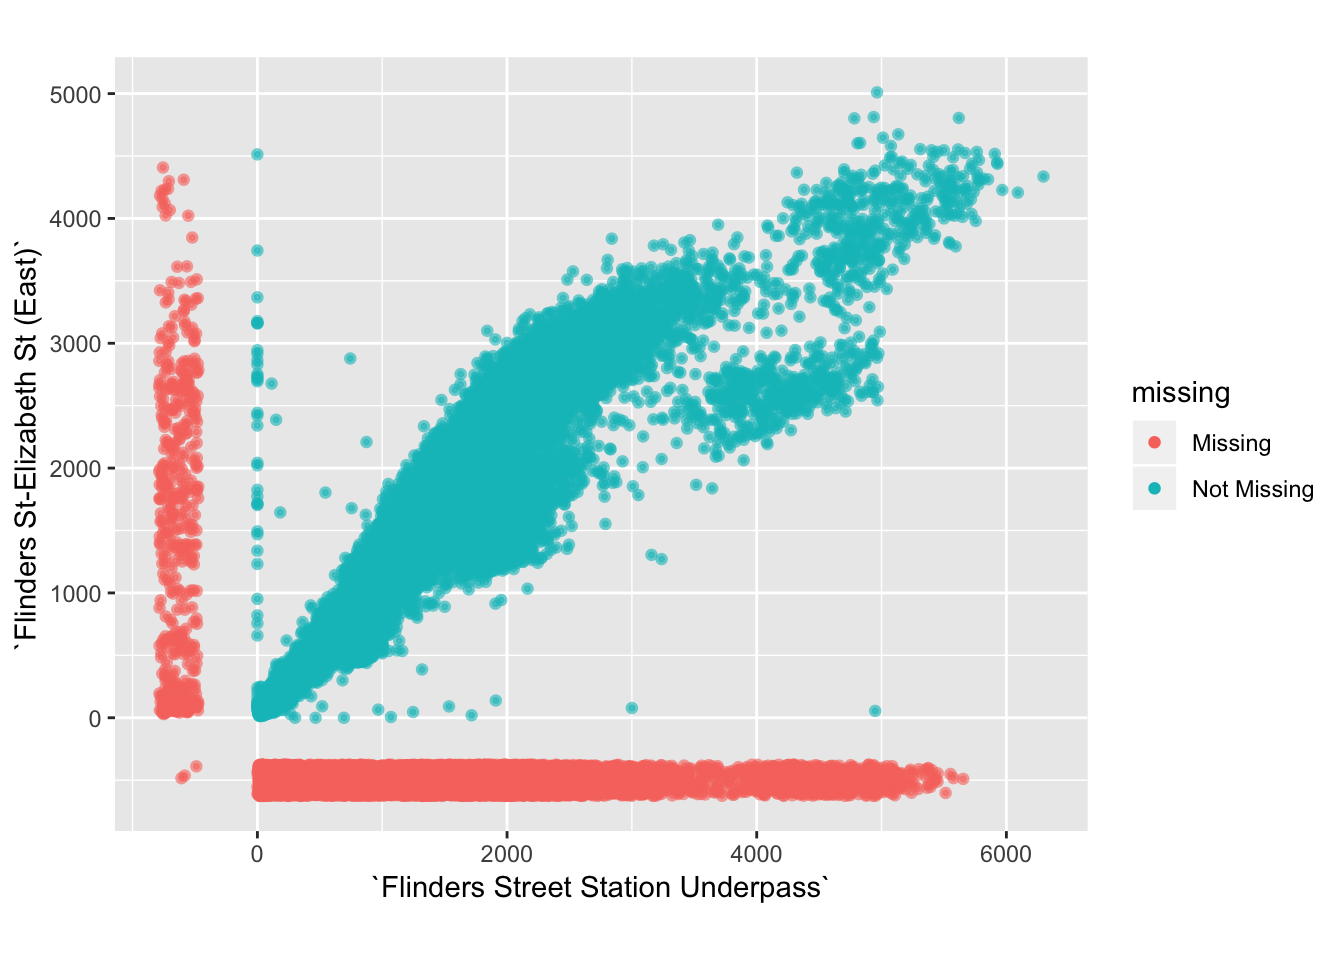 5000
4000
3000
2000
1000
0
`Flinders St-Elizabeth St (East)`
0 2000 4000 6000
`Flinders Street Station Underpass`
missing
Missing
Not Missing